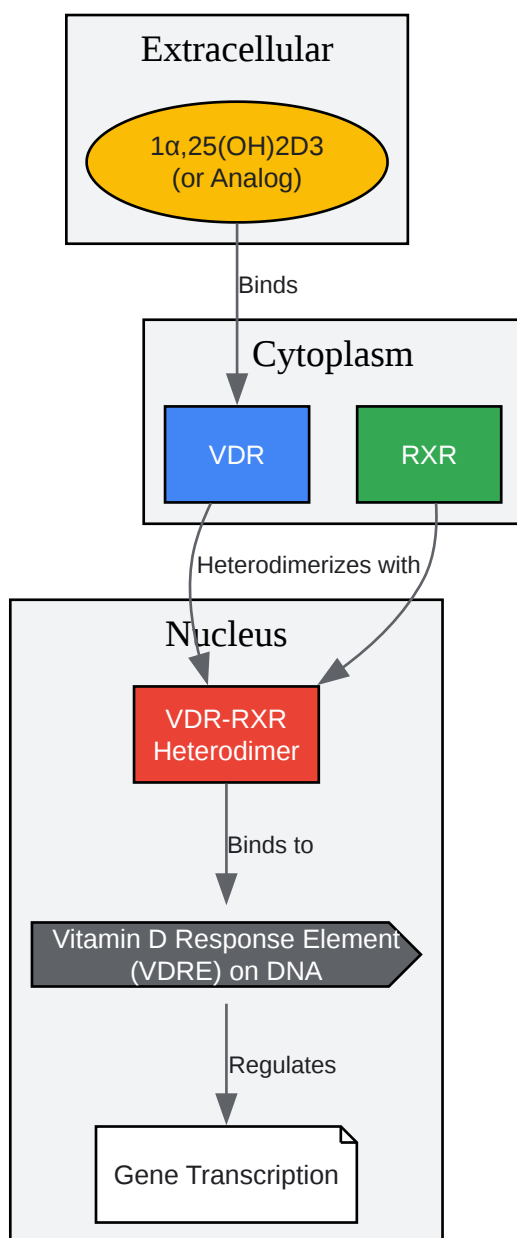 Extracellular
1α,25(OH)2D3
(or Analog)
Binds
Cytoplasm
VDR
RXR
Heterodimerizes with
Nucleus
VDR-RXR
Heterodimer
Binds to
Vitamin D Response Element
(VDRE) on DNA
Regulates
Gene Transcription